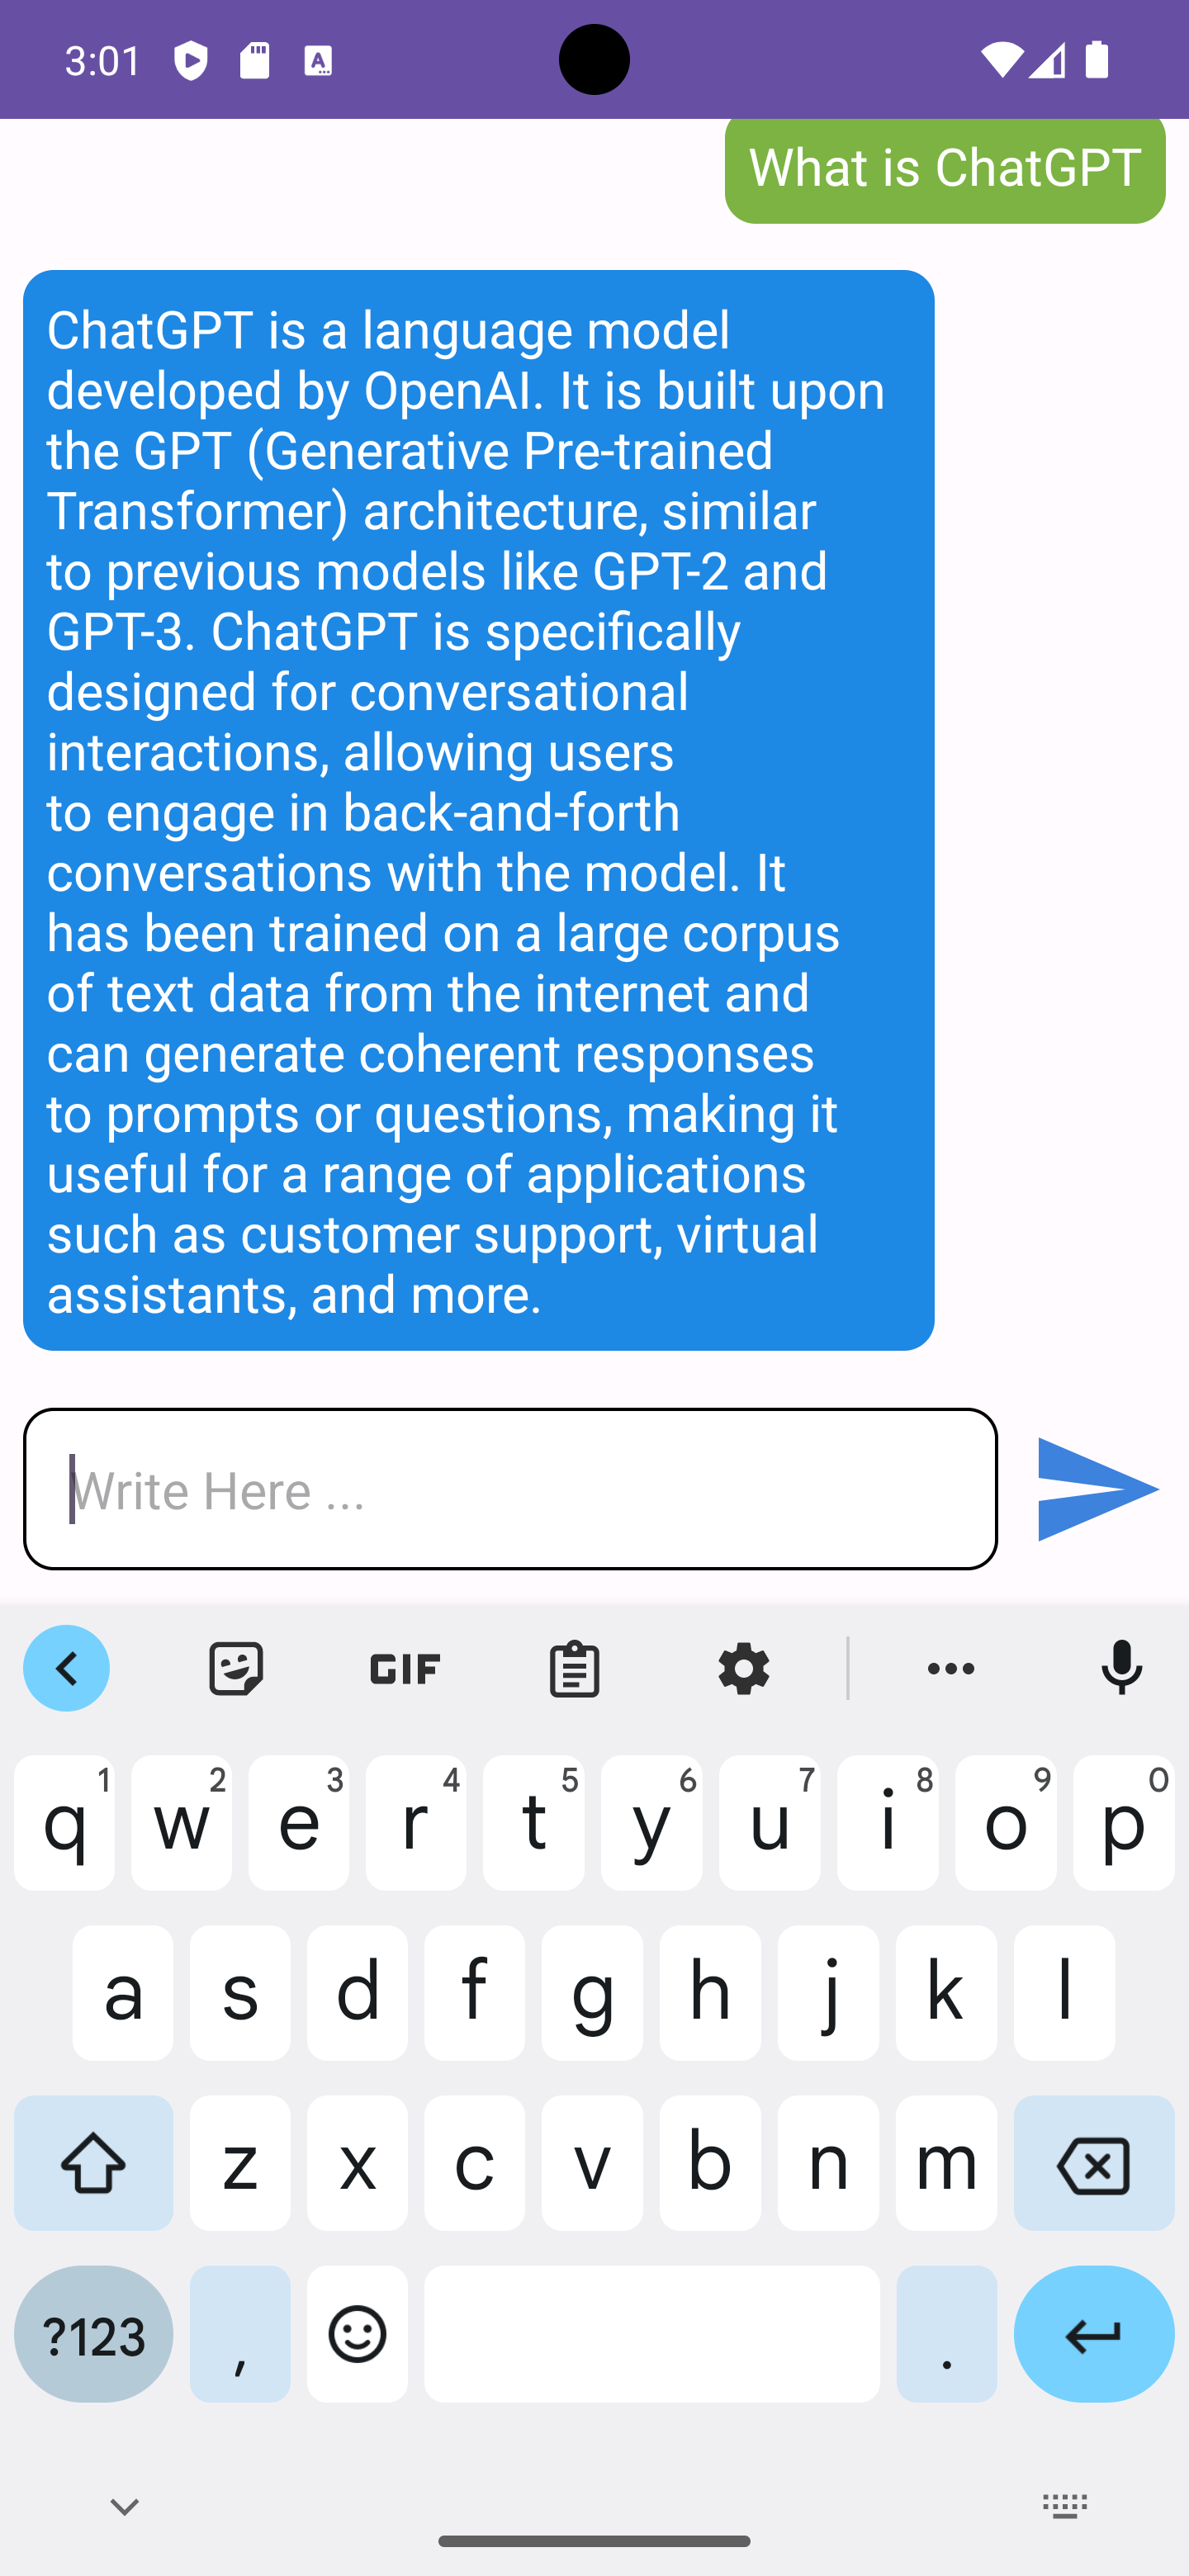 3:01
What is ChatGPT
ChatGPT is a language model
developed by OpenAI. It is built upon
the GPT (Generative Pre-trained
Transformer) architecture, similar
to previous models like GPT-2 and
GPT-3. ChatGPT is specifically
designed for conversational
interactions, allowing users
to engage in back-and-forth
conversations with the model. It
has been trained on a large corpus
of text data from the internet and
can generate coherent responses
to prompts or questions, making it
useful for a range of applications
such as customer support, virtual
assistants, and more.
Write Here ...
GIF
q 1 w 2 e 3 r 4 t 5 y 6 u 7 i 8 o 9 p 0
a s d f g h j k l
z x c v b n m
?123 , .